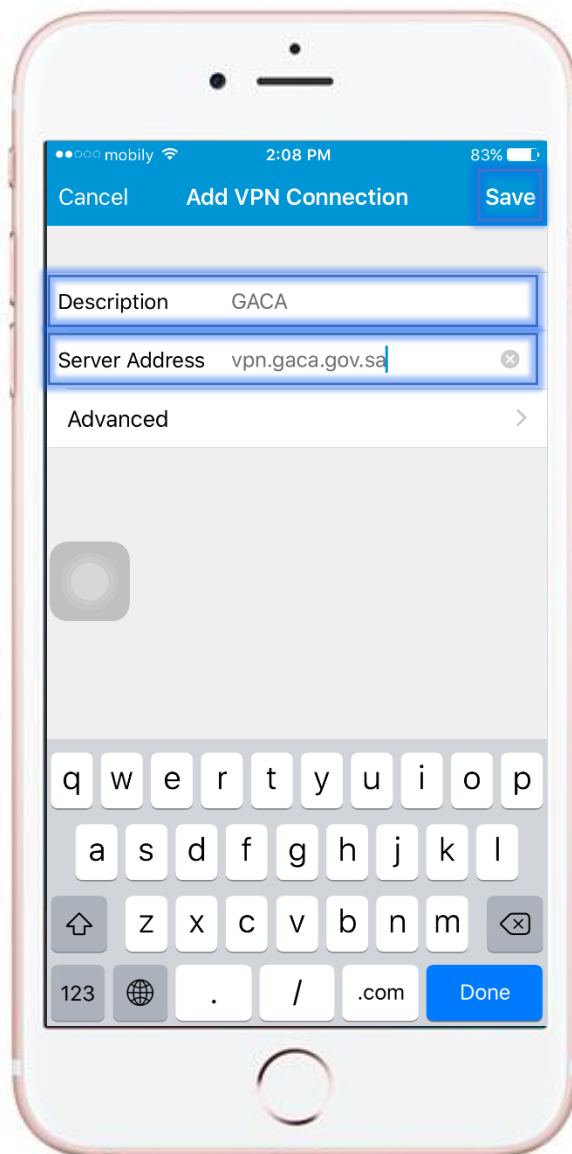 mobily 2:08 PM 83%
Cancel Add VPN Connection Save
Description GACA
Server Address vpn.gaca.gov.sa
Advanced
q w e r t y u i o p
a s d f g h j k l
z x c v b n m
123 . / .com Done